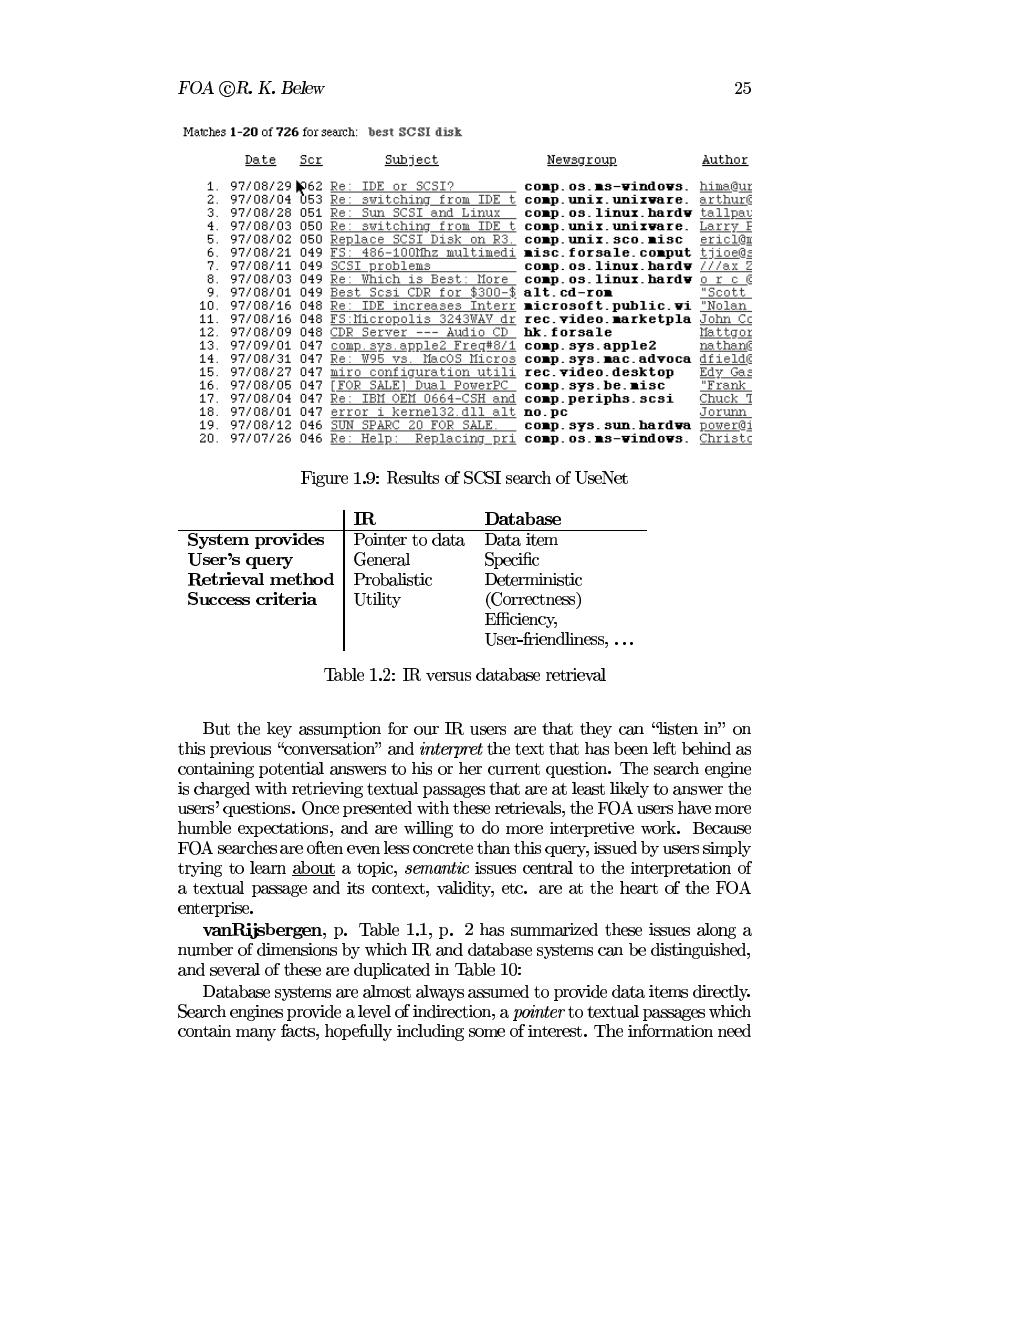 FOA ©R. K. Belew 25
Matches 1-20 of 726 for search: best SCSI disk
Date Scr Subject Newsgroup Author
1. 97/08/29 062 Re: IDE or SCSI? comp.os.ms-windows. hima@ur
2. 97/08/04 053 Re: switching from IDE t comp.unix.unixware. arthur@
3. 97/08/28 051 Re: Sun SCSI and Linux comp.os.linux.hardw tallpau
4. 97/08/03 050 Re: switching from IDE t comp.unix.unixware. Larry P
5. 97/08/02 050 Replace SCSI Disk on R3. comp.unix.sco.misc ericl@m
6. 97/08/21 049 FS: 486-100Mhz multimedi misc.forsale.comput tjioe@s
7. 97/08/11 049 SCSI problems comp.os.linux.hardw ///ax 2
8. 97/08/03 049 Re: Which is Best: More comp.os.linux.hardw o r c @
9. 97/08/01 049 Best Scsi CDR for $300-$ alt.cd-rom "Scott
10. 97/08/16 048 Re: IDE increases Interr microsoft.public.wi "Nolan
11. 97/08/16 048 FS:Micropolis 3243WAV dr rec.video.marketpla John Co
12. 97/08/09 048 CDR Server --- Audio CD hk.forsale Mattgor
13. 97/09/01 047 comp.sys.apple2 Freq#8/1 comp.sys.apple2 nathan@
14. 97/08/31 047 Re: W95 vs. MacOS Micros comp.sys.mac.advoca dfield@
15. 97/08/27 047 miro configuration utili rec.video.desktop Edy Gas
16. 97/08/05 047 [FOR SALE] Dual PowerPC comp.sys.be.misc "Frank
17. 97/08/04 047 Re: IBM OEM 0664-CSH and comp.periphs.scsi Chuck T
18. 97/08/01 047 error i kernel32.dll alt no.pc Jorunn
19. 97/08/12 046 SUN SPARC 20 FOR SALE. comp.sys.sun.hardwa power@i
20. 97/07/26 046 Re: Help: Replacing pri comp.os.ms-windows. Christo
Figure 1.9: Results of SCSI search of UseNet
IR Database
System provides Pointer to data Data item
User's query General Specific
Retrieval method Probalistic Deterministic
Success criteria Utility (Correctness)
Efficiency,
User-friendliness, ...
Table 1.2: IR versus database retrieval
But the key assumption for our IR users are that they can “listen in” on
this previous “conversation” and interpret the text that has been left behind as
containing potential answers to his or her current question. The search engine
is charged with retrieving textual passages that are at least likely to answer the
users' questions. Once presented with these retrievals, the FOA users have more
humble expectations, and are willing to do more interpretive work. Because
FOA searches are often even less concrete than this query, issued by users simply
trying to learn about a topic, semantic issues central to the interpretation of
a textual passage and its context, validity, etc. are at the heart of the FOA
enterprise.
vanRijsbergen, p. Table 1.1, p. 2 has summarized these issues along a
number of dimensions by which IR and database systems can be distinguished,
and several of these are duplicated in Table 10:
Database systems are almost always assumed to provide data items directly.
Search engines provide a level of indirection, a pointer to textual passages which
contain many facts, hopefully including some of interest. The information need